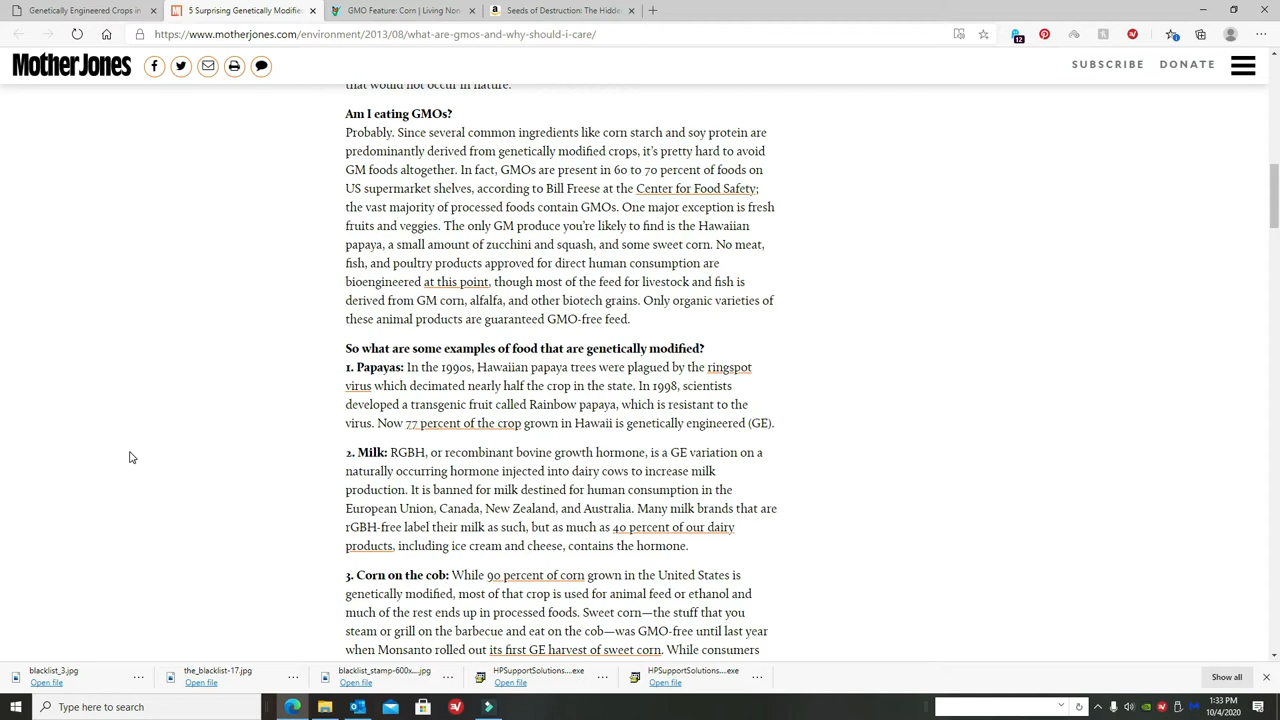 Genetically Engineered Crops in
5 Surprising Genetically Modifie
GMO Feature: Corn | Living Non-
Seeds of Destruction: The Hidde
https://www.motherjones.com/environment/2013/08/what-are-gmos-and-why-should-i-care/
12
Mother Jones
SUBSCRIBE DONATE
that would not occur in nature.
Am I eating GMOs?
Probably. Since several common ingredients like corn starch and soy protein are
predominantly derived from genetically modified crops, it's pretty hard to avoid
GM foods altogether. In fact, GMOs are present in 60 to 70 percent of foods on
US supermarket shelves, according to Bill Freese at the Center for Food Safety;
the vast majority of processed foods contain GMOs. One major exception is fresh
fruits and veggies. The only GM produce you're likely to find is the Hawaiian
papaya, a small amount of zucchini and squash, and some sweet corn. No meat,
fish, and poultry products approved for direct human consumption are
bioengineered at this point, though most of the feed for livestock and fish is
derived from GM corn, alfalfa, and other biotech grains. Only organic varieties of
these animal products are guaranteed GMO-free feed.
So what are some examples of food that are genetically modified?
1. Papayas: In the 1990s, Hawaiian papaya trees were plagued by the ringspot
virus which decimated nearly half the crop in the state. In 1998, scientists
developed a transgenic fruit called Rainbow papaya, which is resistant to the
virus. Now 77 percent of the crop grown in Hawaii is genetically engineered (GE).
2. Milk: RGBH, or recombinant bovine growth hormone, is a GE variation on a
naturally occurring hormone injected into dairy cows to increase milk
production. It is banned for milk destined for human consumption in the
European Union, Canada, New Zealand, and Australia. Many milk brands that are
rGBH-free label their milk as such, but as much as 40 percent of our dairy
products, including ice cream and cheese, contains the hormone.
3. Corn on the cob: While 90 percent of corn grown in the United States is
genetically modified, most of that crop is used for animal feed or ethanol and
much of the rest ends up in processed foods. Sweet corn—the stuff that you
steam or grill on the barbecue and eat on the cob—was GMO-free until last year
when Monsanto rolled out its first GE harvest of sweet corn. While consumers
blacklist_3.jpg
Open file
the_blacklist-17.jpg
Open file
blacklist_stamp-600x....jpg
Open file
HPSupportSolutions....exe
Open file
HPSupportSolutions....exe
Open file
Show all
Type here to search
1:33 PM
10/4/2020